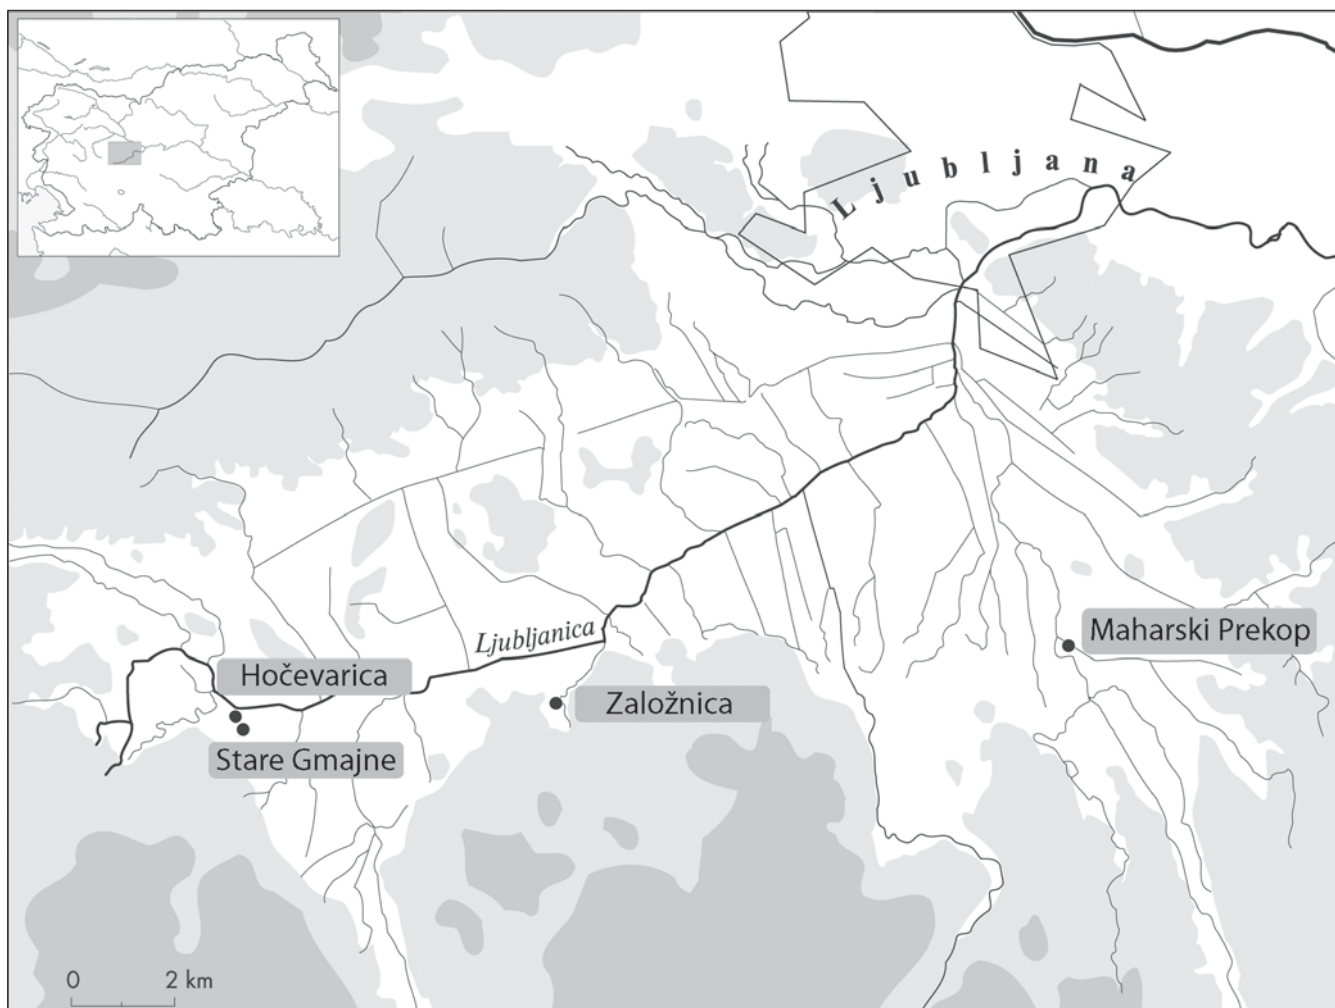 Ljubljana
Ljubljanica
Maharski Prekop
Hočevarica
Založnica
Stare Gmajne
0 2 km